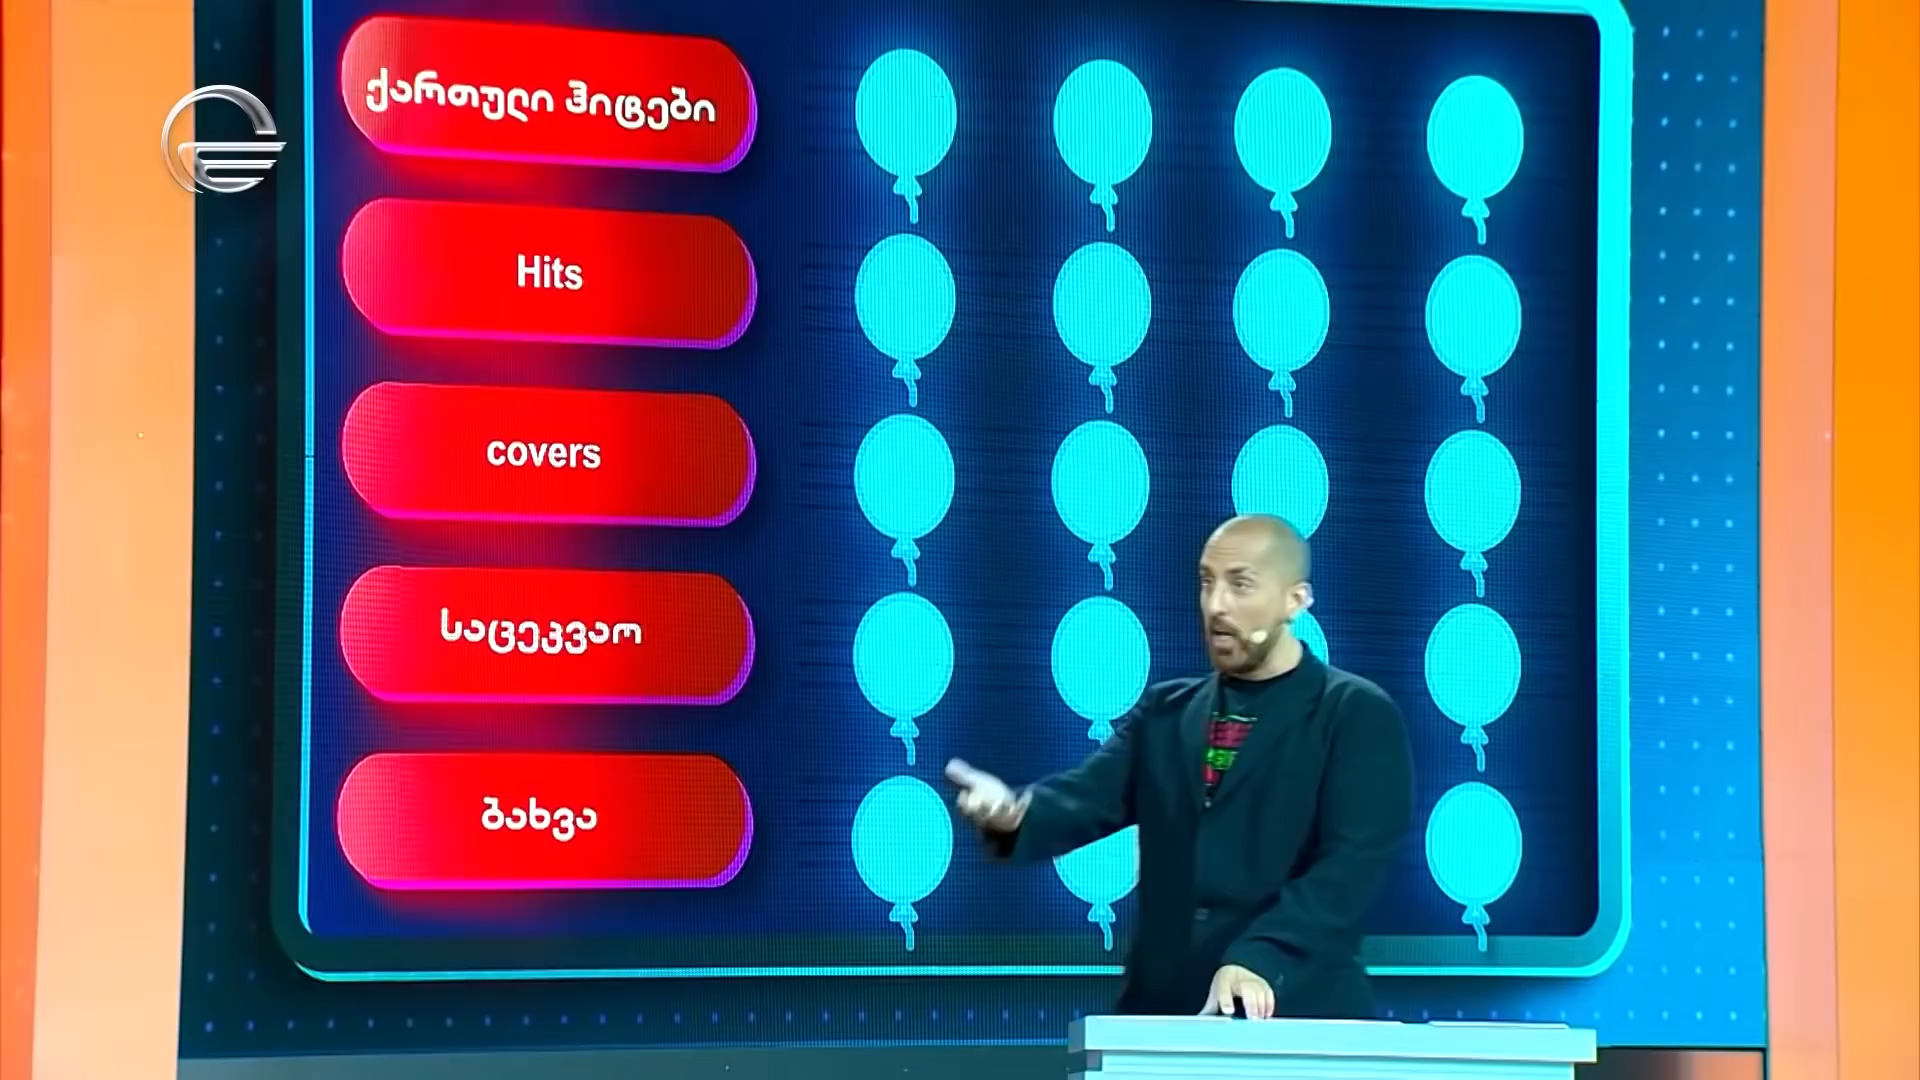 ქართული ჰიტები
Hits
covers
საცეკვაო
ბახვა